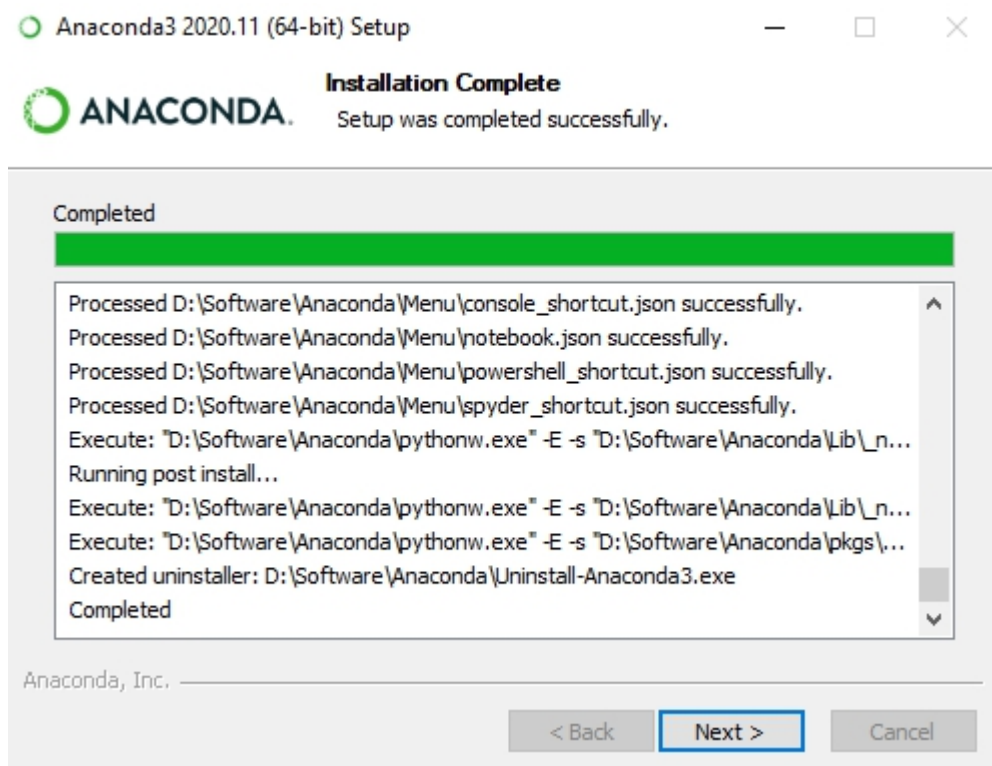 Anaconda3 2020.11 (64-bit) Setup
ANACONDA.
Installation Complete
Setup was completed successfully.
Completed
Processed D:\Software\Anaconda\Menu\console_shortcut.json successfully.
Processed D:\Software\Anaconda\Menu\notebook.json successfully.
Processed D:\Software\Anaconda\Menu\powershell_shortcut.json successfully.
Processed D:\Software\Anaconda\Menu\spyder_shortcut.json successfully.
Execute: "D:\Software\Anaconda\pythonw.exe" -E -s "D:\Software\Anaconda\Lib\_n...
Running post install...
Execute: "D:\Software\Anaconda\pythonw.exe" -E -s "D:\Software\Anaconda\Lib\_n...
Execute: "D:\Software\Anaconda\pythonw.exe" -E -s "D:\Software\Anaconda\pkgs\...
Created uninstaller: D:\Software\Anaconda\Uninstall-Anaconda3.exe
Completed
Anaconda, Inc.
< Back Next > Cancel